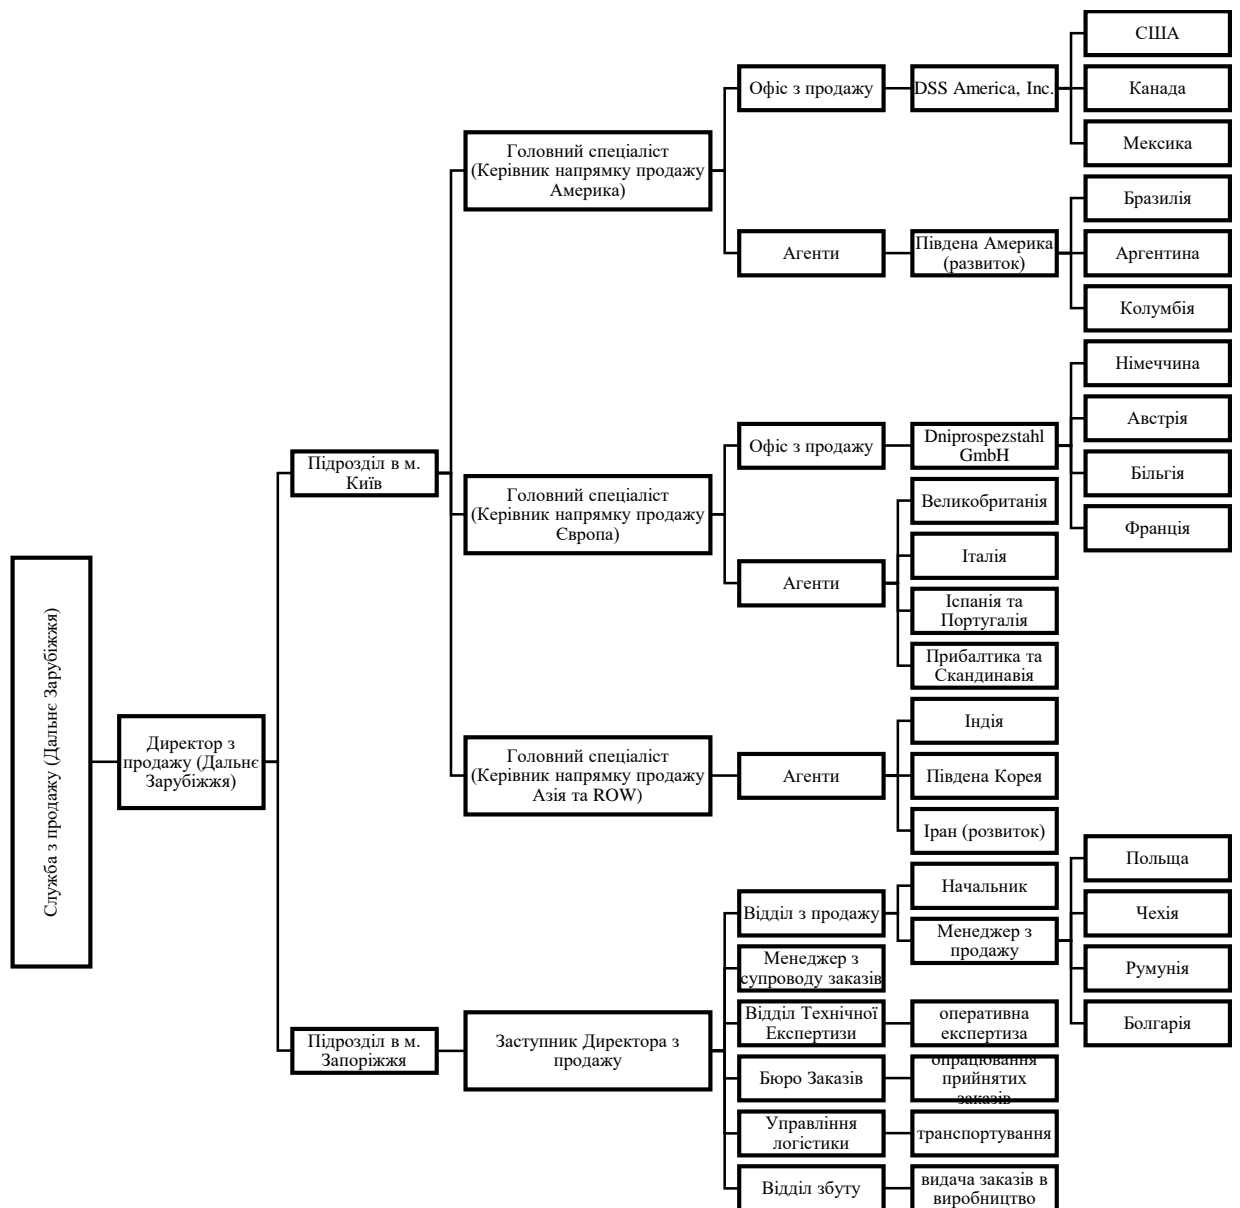 Служба з продажу (Дальнє Зарубіжжя)
Директор з
продажу (Дальнє
Зарубіжжя)
Підрозділ в м.
Київ
Головний спеціаліст
(Керівник напрямку продажу
Америка)
Офіс з продажу
DSS America, Inc.
США
Канада
Мексика
Агенти
Південа Америка
(развиток)
Бразилія
Аргентина
Колумбія
Головний спеціаліст
(Керівник напрямку продажу
Європа)
Офіс з продажу
Dniprospezstahl
GmbH
Німеччина
Австрія
Більгія
Франція
Агенти
Великобританія
Італія
Іспанія та
Португалія
Прибалтика та
Скандинавія
Головний спеціаліст
(Керівник напрямку продажу
Азія та ROW)
Агенти
Індія
Південа Корея
Іран (розвиток)
Підрозділ в м.
Запоріжжя
Заступник Директора з
продажу
Відділ з продажу
Начальник
Менеджер з
продажу
Польща
Чехія
Румунія
Болгарія
Менеджер з
супроводу заказів
Відділ Технічної
Експертизи
оперативна
експертиза
Бюро Заказів
опрацювання
прийнятих
заказів
Управління
логістики
транспортування
Відділ збуту
видача заказів в
виробництво